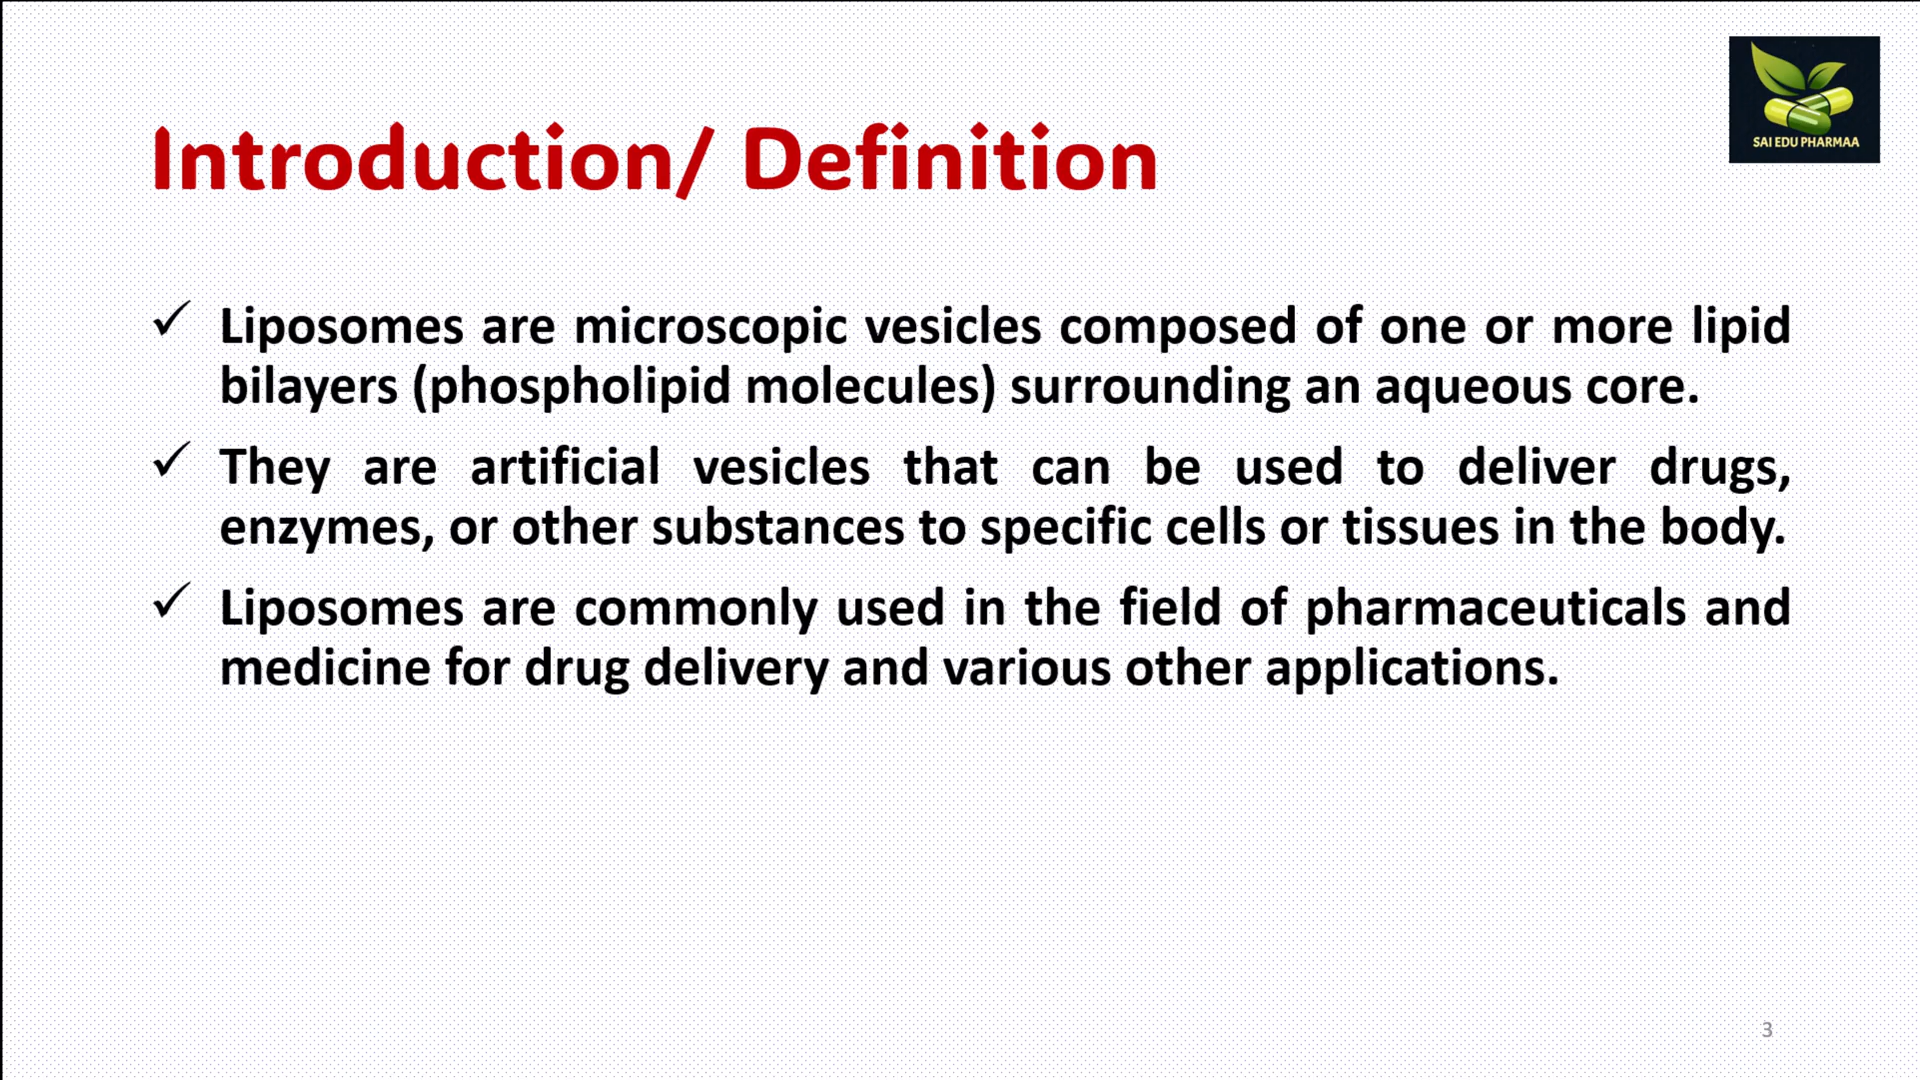 SAI EDU PHARMAA
Introduction/ Definition
✓ Liposomes are microscopic vesicles composed of one or more lipid
bilayers (phospholipid molecules) surrounding an aqueous core.
✓ They are artificial vesicles that can be used to deliver drugs,
enzymes, or other substances to specific cells or tissues in the body.
✓ Liposomes are commonly used in the field of pharmaceuticals and
medicine for drug delivery and various other applications.
3